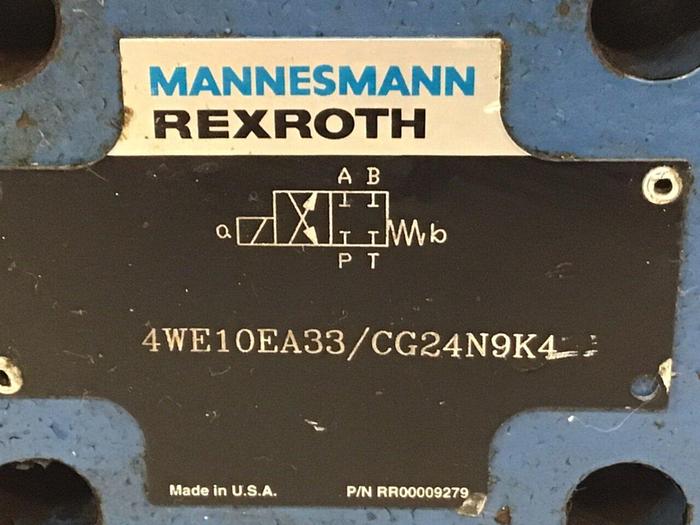 MANNESMANN
REXROTH
A B
a b
P T
4WE10EA33/CG24N9K4
Made in U.S.A. P/N RR00009279